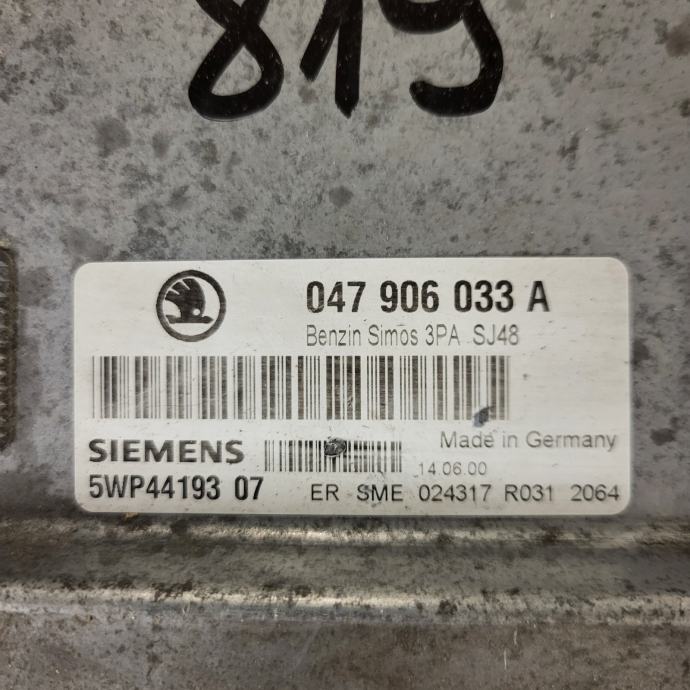 819
047 906 033 A
Benzin Simos 3PA SJ48
Made in Germany
SIEMENS
14.06.00
5WP44193 07
ER SME 024317 R031 2064